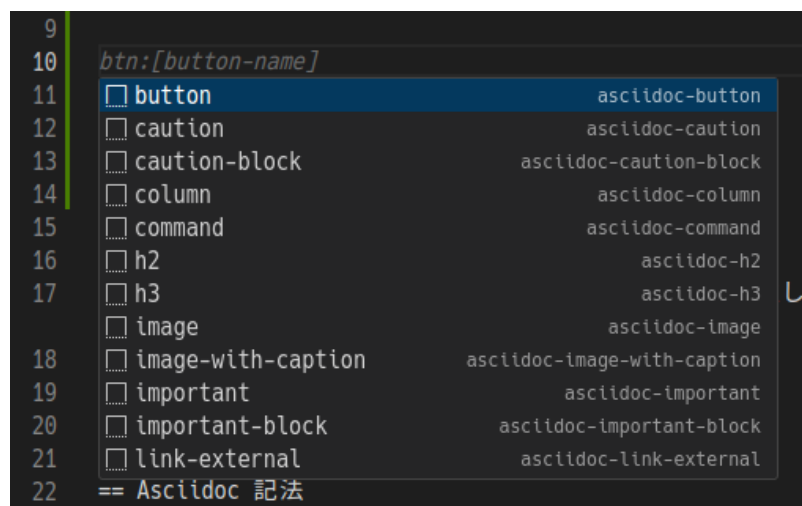 9
10 btn:[button-name]
11 button asciidoc-button
12 caution asciidoc-caution
13 caution-block asciidoc-caution-block
14 column asciidoc-column
15 command asciidoc-command
16 h2 asciidoc-h2
17 h3 asciidoc-h3 し
image asciidoc-image
18 image-with-caption asciidoc-image-with-caption
19 important asciidoc-important
20 important-block asciidoc-important-block
21 link-external asciidoc-link-external
22 == Asciidoc 記法